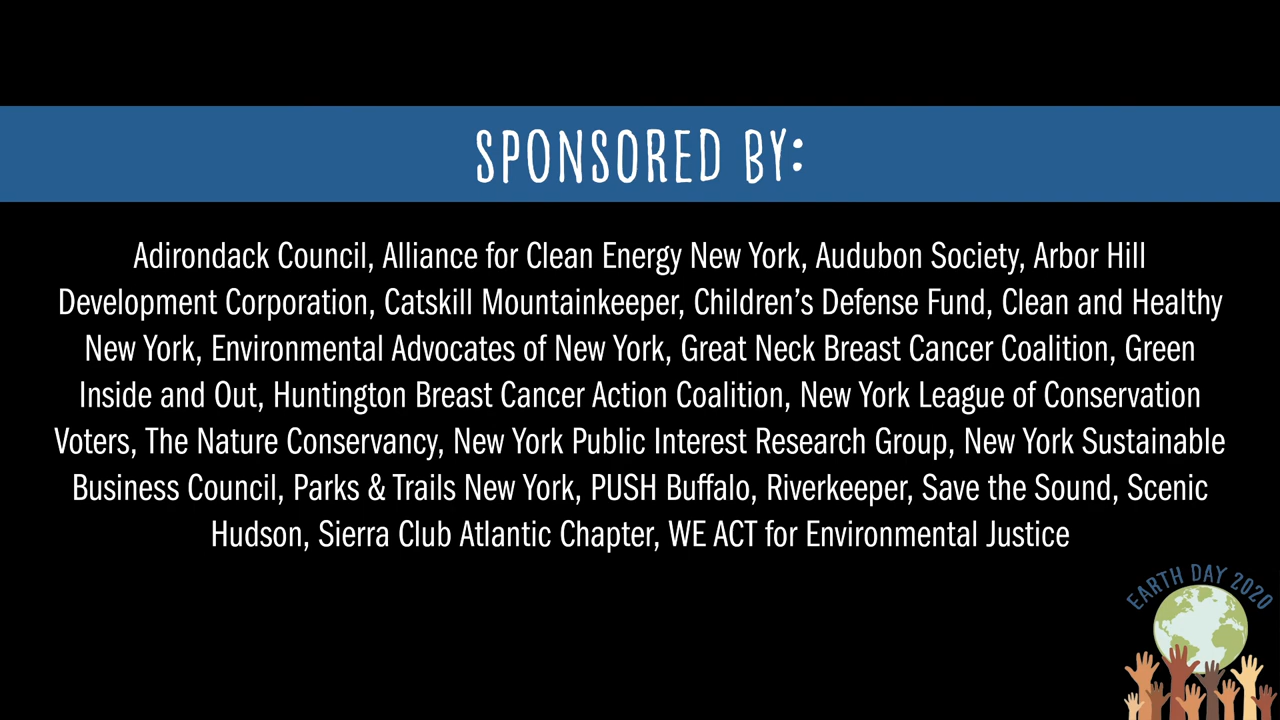 SPONSORED BY:
Adirondack Council, Alliance for Clean Energy New York, Audubon Society, Arbor Hill
Development Corporation, Catskill Mountainkeeper, Children’s Defense Fund, Clean and Healthy
New York, Environmental Advocates of New York, Great Neck Breast Cancer Coalition, Green
Inside and Out, Huntington Breast Cancer Action Coalition, New York League of Conservation
Voters, The Nature Conservancy, New York Public Interest Research Group, New York Sustainable
Business Council, Parks & Trails New York, PUSH Buffalo, Riverkeeper, Save the Sound, Scenic
Hudson, Sierra Club Atlantic Chapter, WE ACT for Environmental Justice
EARTH DAY 2020